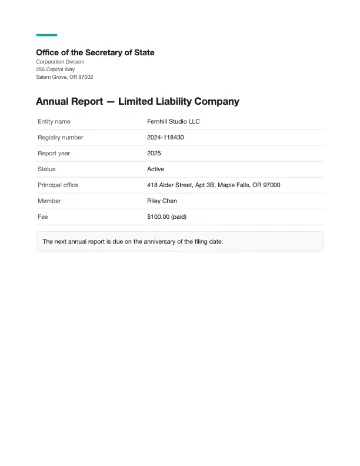 Office of the Secretary of State
Corporation Division
255 Capitol Way
Salem Grove, OR 97002
Annual Report — Limited Liability Company
Entity name Fernhill Studio LLC
Registry number 2024-118430
Report year 2025
Status Active
Principal office 418 Alder Street, Apt 3B, Maple Falls, OR 97000
Member Riley Chen
Fee $100.00 (paid)
The next annual report is due on the anniversary of the filing date.